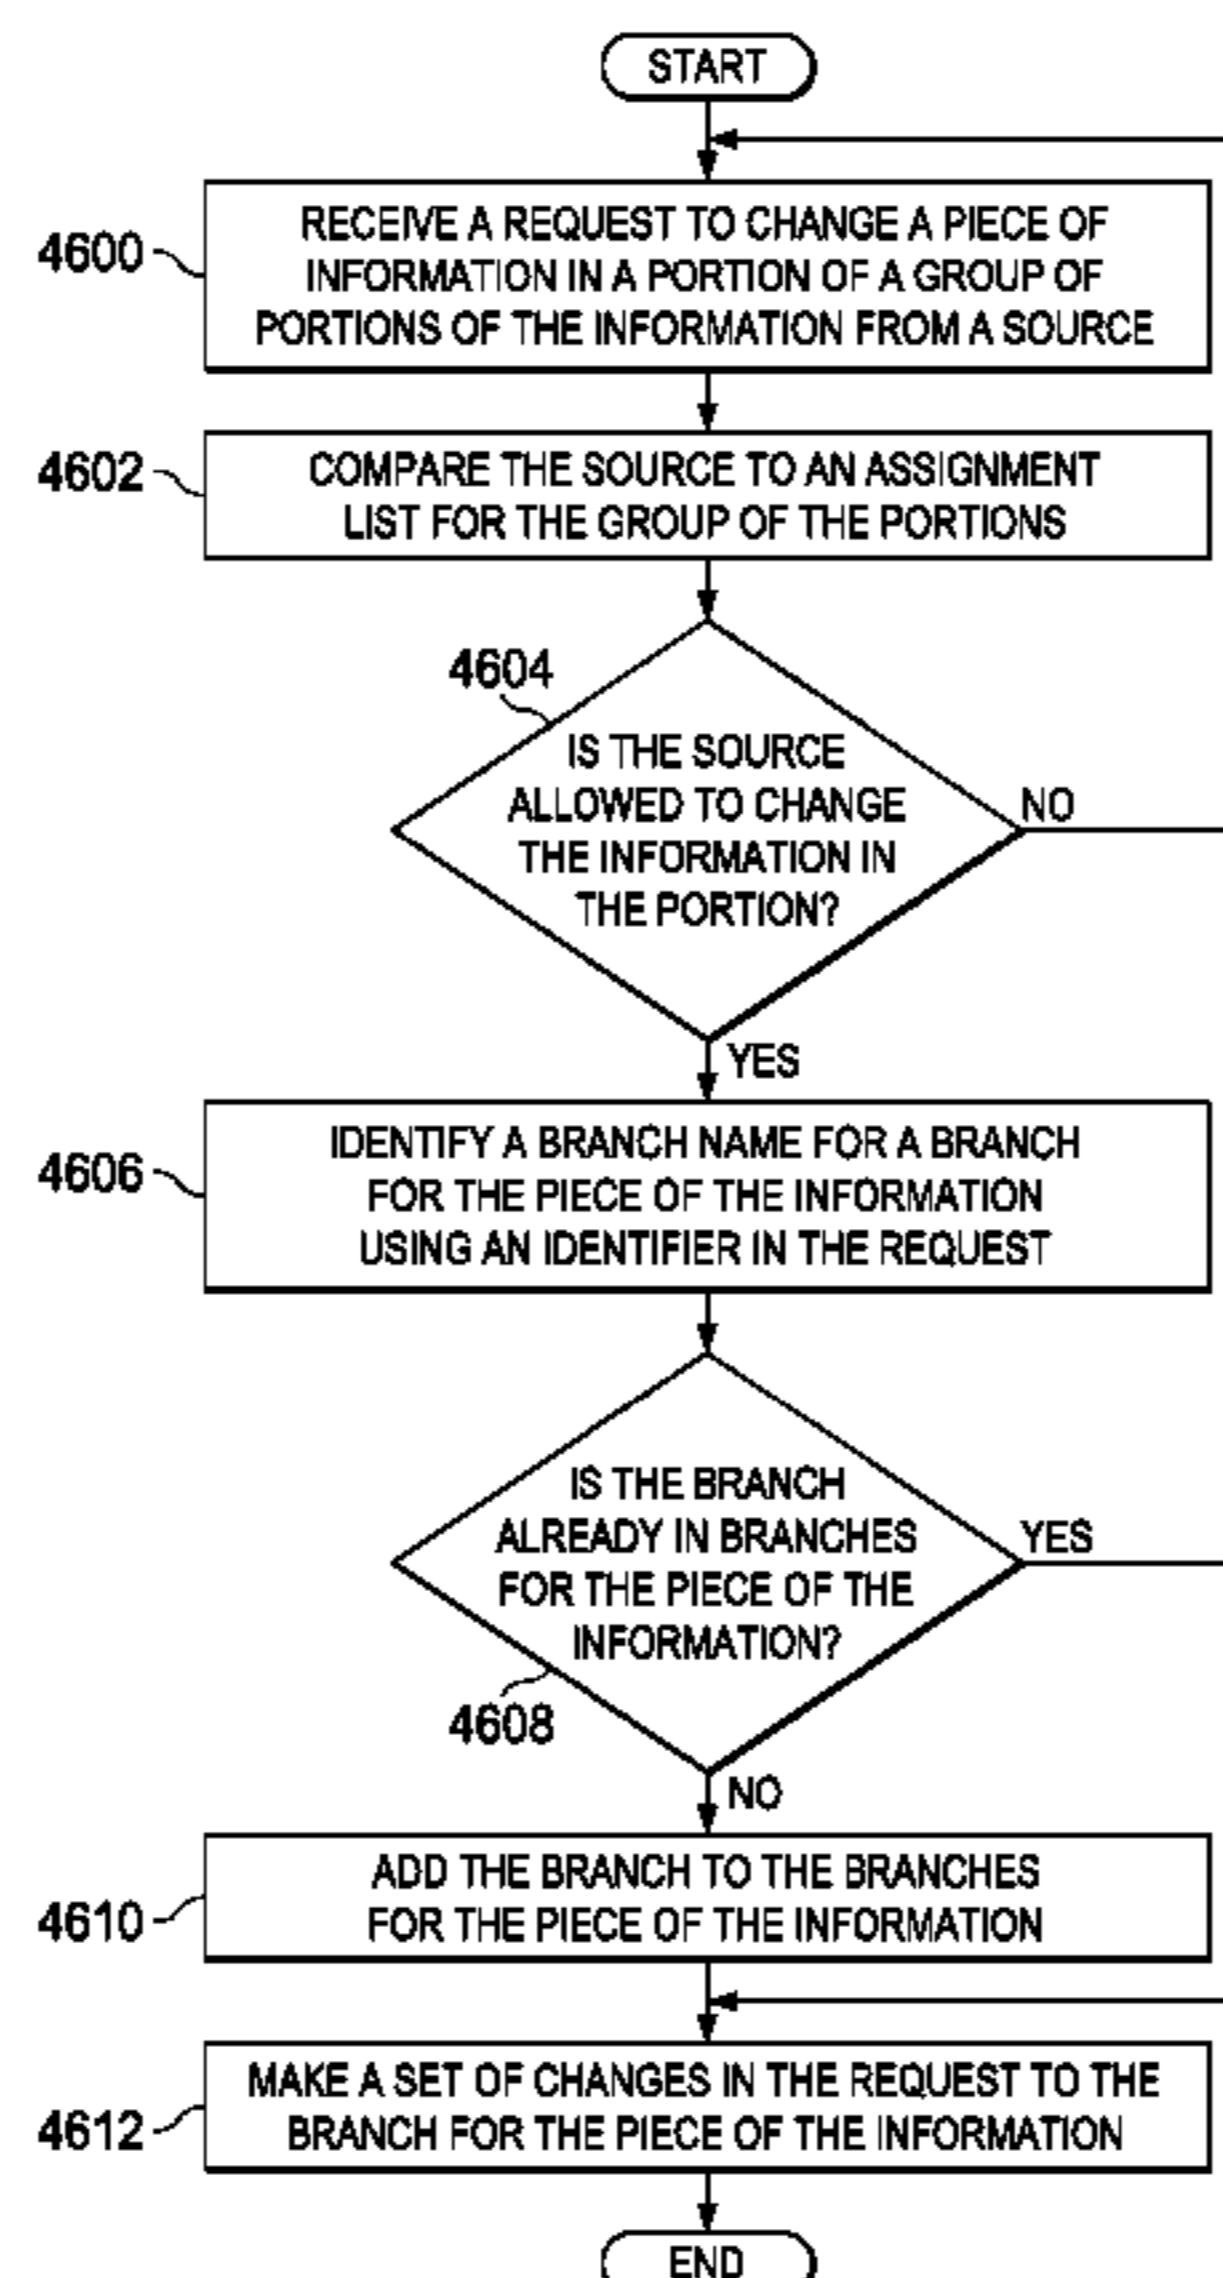 START
4600
RECEIVE A REQUEST TO CHANGE A PIECE OF
INFORMATION IN A PORTION OF A GROUP OF
PORTIONS OF THE INFORMATION FROM A SOURCE
4602
COMPARE THE SOURCE TO AN ASSIGNMENT
LIST FOR THE GROUP OF THE PORTIONS
4604
IS THE SOURCE
ALLOWED TO CHANGE
THE INFORMATION IN
THE PORTION?
NO
YES
4606
IDENTIFY A BRANCH NAME FOR A BRANCH
FOR THE PIECE OF THE INFORMATION
USING AN IDENTIFIER IN THE REQUEST
IS THE BRANCH
ALREADY IN BRANCHES
FOR THE PIECE OF THE
INFORMATION?
YES
4608
NO
4610
ADD THE BRANCH TO THE BRANCHES
FOR THE PIECE OF THE INFORMATION
4612
MAKE A SET OF CHANGES IN THE REQUEST TO THE
BRANCH FOR THE PIECE OF THE INFORMATION
END